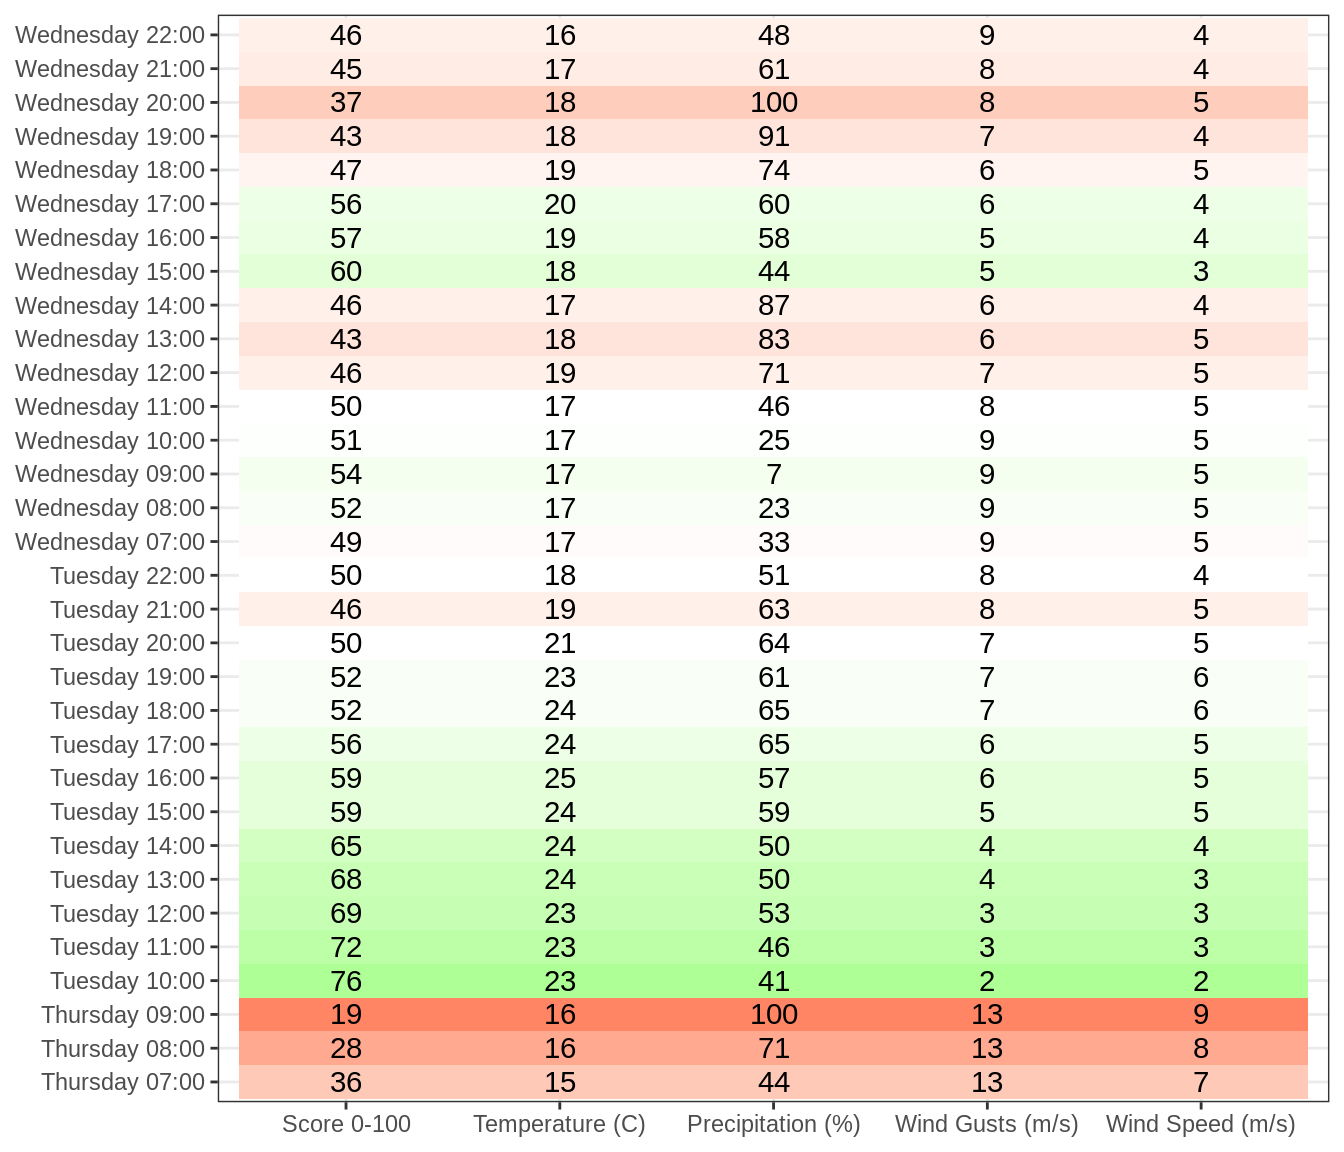 Wednesday 22:00 46 16 48 9 4
Wednesday 21:00 45 17 61 8 4
Wednesday 20:00 37 18 100 8 5
Wednesday 19:00 43 18 91 7 4
Wednesday 18:00 47 19 74 6 5
Wednesday 17:00 56 20 60 6 4
Wednesday 16:00 57 19 58 5 4
Wednesday 15:00 60 18 44 5 3
Wednesday 14:00 46 17 87 6 4
Wednesday 13:00 43 18 83 6 5
Wednesday 12:00 46 19 71 7 5
Wednesday 11:00 50 17 46 8 5
Wednesday 10:00 51 17 25 9 5
Wednesday 09:00 54 17 7 9 5
Wednesday 08:00 52 17 23 9 5
Wednesday 07:00 49 17 33 9 5
Tuesday 22:00 50 18 51 8 4
Tuesday 21:00 46 19 63 8 5
Tuesday 20:00 50 21 64 7 5
Tuesday 19:00 52 23 61 7 6
Tuesday 18:00 52 24 65 7 6
Tuesday 17:00 56 24 65 6 5
Tuesday 16:00 59 25 57 6 5
Tuesday 15:00 59 24 59 5 5
Tuesday 14:00 65 24 50 4 4
Tuesday 13:00 68 24 50 4 3
Tuesday 12:00 69 23 53 3 3
Tuesday 11:00 72 23 46 3 3
Tuesday 10:00 76 23 41 2 2
Thursday 09:00 19 16 100 13 9
Thursday 08:00 28 16 71 13 8
Thursday 07:00 36 15 44 13 7
Score 0-100 Temperature (C) Precipitation (%) Wind Gusts (m/s) Wind Speed (m/s)